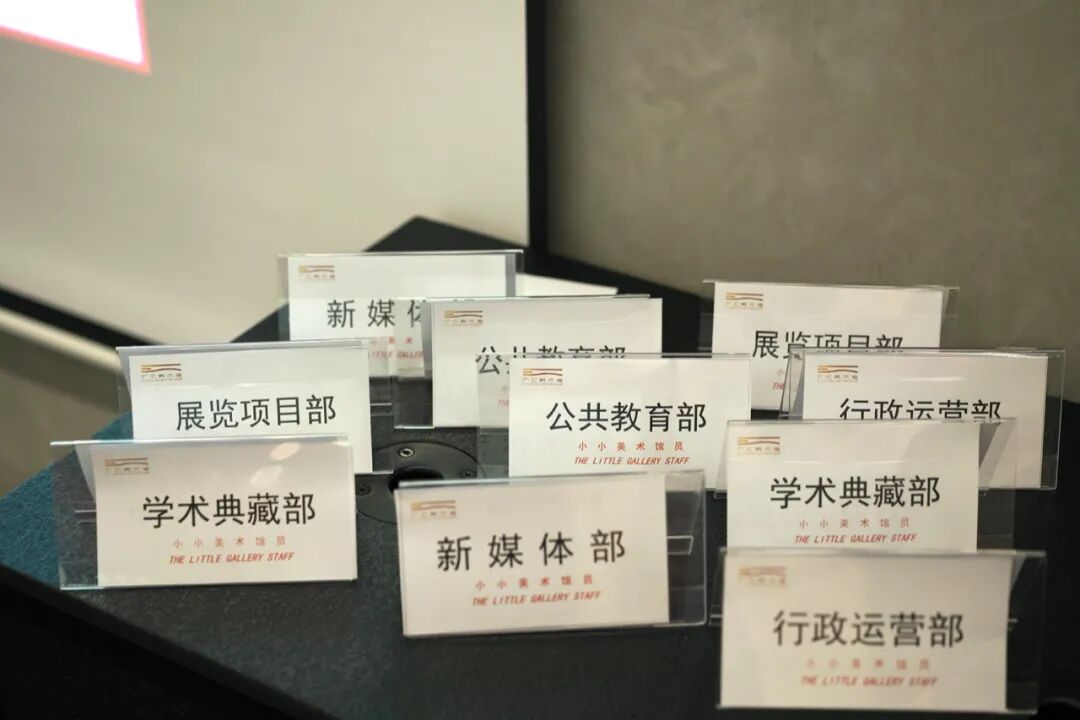 新媒体
公共教育部
展览项目部
展览项目部
公共教育部
小小美术馆员
THE LITTLE GALLERY STAFF
行政运营部
学术典藏部
小小美术馆员
THE LITTLE GALLERY STAFF
新媒体部
小小美术馆员
THE LITTLE GALLERY STAFF
学术典藏部
小小美术馆员
THE LITTLE GALLERY STAFF
行政运营部
小小美术馆员
THE LITTLE GALLERY STAFF